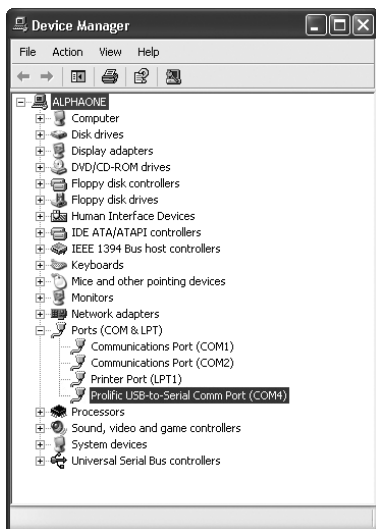 Device Manager
File Action View Help
ALPHAONE
Computer
Disk drives
Display adapters
DVD/CD-ROM drives
Floppy disk controllers
Floppy disk drives
Human Interface Devices
IDE ATA/ATAPI controllers
IEEE 1394 Bus host controllers
Keyboards
Mice and other pointing devices
Monitors
Network adapters
Ports (COM & LPT)
Communications Port (COM1)
Communications Port (COM2)
Printer Port (LPT1)
Prolific USB-to-Serial Comm Port (COM4)
Processors
Sound, video and game controllers
System devices
Universal Serial Bus controllers